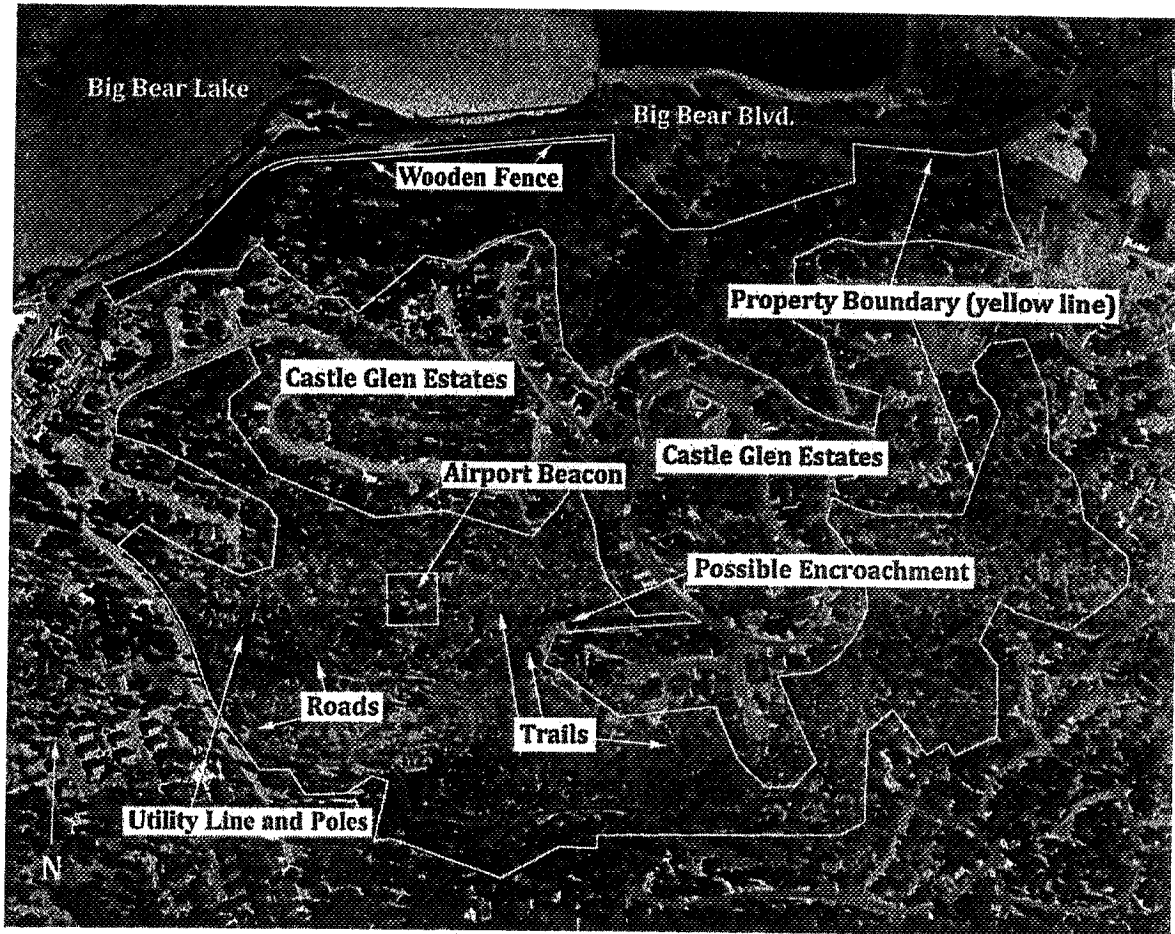 Big Bear Lake
Big Bear Blvd.
Wooden Fence
Property Boundary (yellow line)
Castle Glen Estates
Castle Glen Estates
Airport Beacon
Possible Encroachment
Roads
Trails
Utility Line and Poles
N